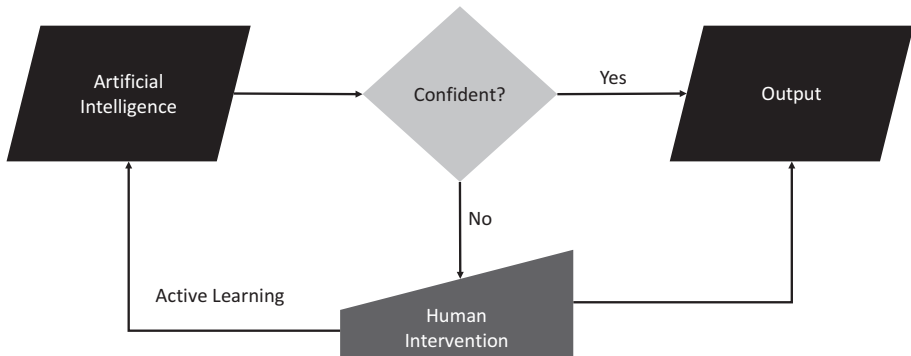 Artificial
Intelligence
Confident?
Yes
Output
No
Active Learning
Human
Intervention